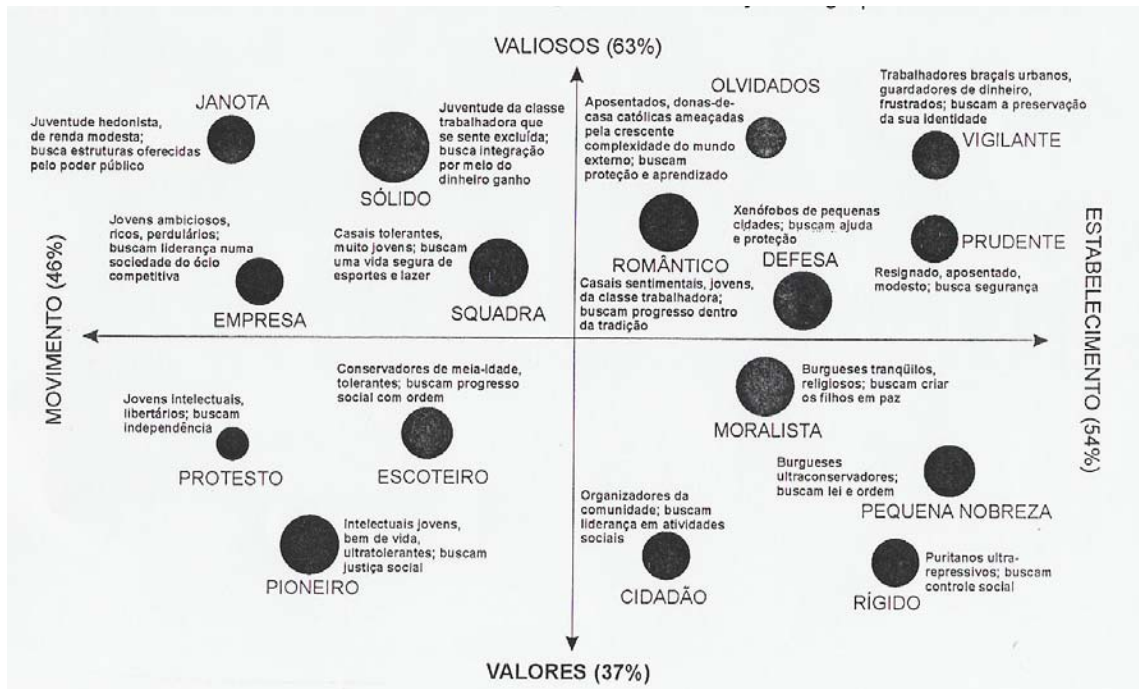 VALIOSOS (63%)
JANOTA
Juventude hedonista,
de renda modesta;
busca estruturas oferecidas
pelo poder público
Juventude da classe
trabalhadora que
se sente excluída;
busca integração
por meio do
dinheiro ganho
SÓLIDO
OLVIDADOS
Aposentados, donas-de-
casa católicas ameaçadas
pela crescente
complexidade do mundo
externo; buscam
proteção e aprendizado
Trabalhadores braçais urbanos,
guardadores de dinheiro,
frustrados; buscam a preservação
da sua identidade
VIGILANTE
Jovens ambiciosos,
ricos, perdulários;
buscam liderança numa
sociedade do ócio
competitiva
EMPRESA
Casais tolerantes,
muito jovens; buscam
uma vida segura de
esportes e lazer
SQUADRA
ROMÂNTICO
Casais sentimentais, jovens,
da classe trabalhadora;
buscam progresso dentro
da tradição
Xenófobos de pequenas
cidades; buscam ajuda
e proteção
DEFESA
PRUDENTE
Resignado, aposentado,
modesto; busca segurança
MOVIMENTO (46%)
ESTABELECIMENTO (54%)
Jovens Intelectuais,
libertários; buscam
independência
PROTESTO
Conservadores de meia-idade,
tolerantes; buscam progresso
social com ordem
ESCOTEIRO
Burgueses tranqüilos,
religiosos; buscam criar
os filhos em paz
MORALISTA
Burgueses
ultraconservadores;
buscam lei e ordem
PEQUENA NOBREZA
Intelectuais jovens,
bem de vida,
ultratolerantes; buscam
justiça social
PIONEIRO
Organizadores da
comunidade; buscam
liderança em atividades
sociais
CIDADÃO
Puritanos ultra-
repressivos; buscam
controle social
RÍGIDO
VALORES (37%)